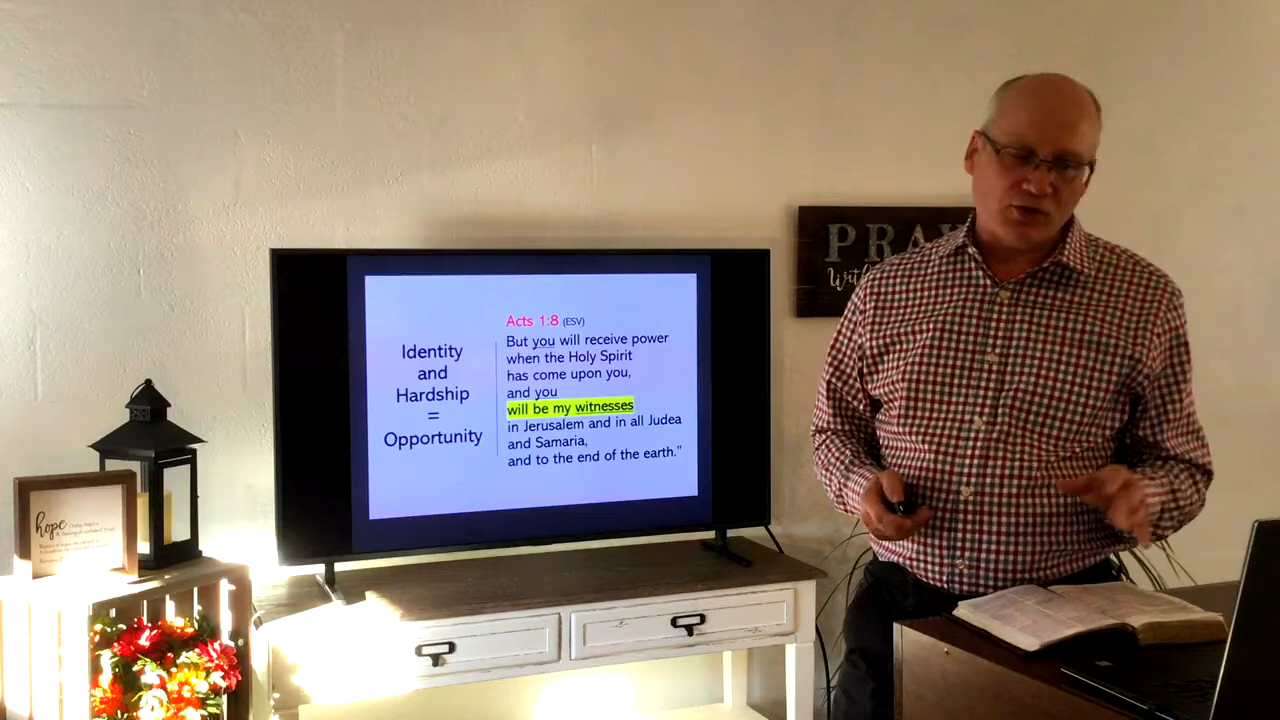 Identity
and
Hardship
=
Opportunity
Acts 1:8 (ESV)
But you will receive power
when the Holy Spirit
has come upon you,
and you
will be my witnesses
in Jerusalem and in all Judea
and Samaria,
and to the end of the earth.”
PRAY
hope